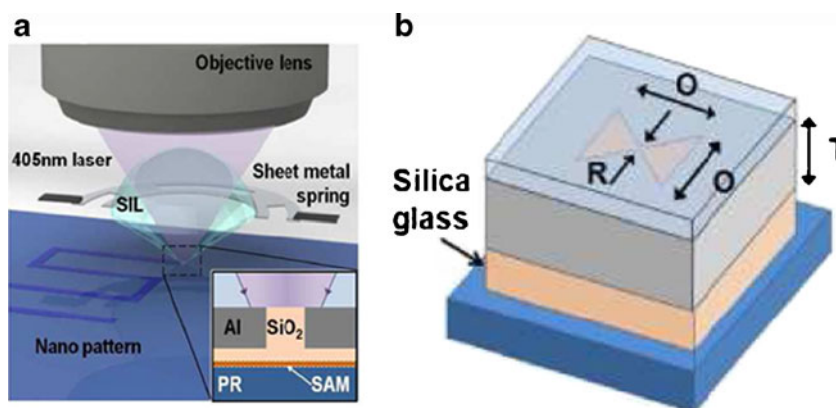 a
Objective lens
405nm laser
Sheet metal
spring
SIL
Al
SiO2
Nano pattern
PR
SAM
b
O
R
O
T
Silica
glass